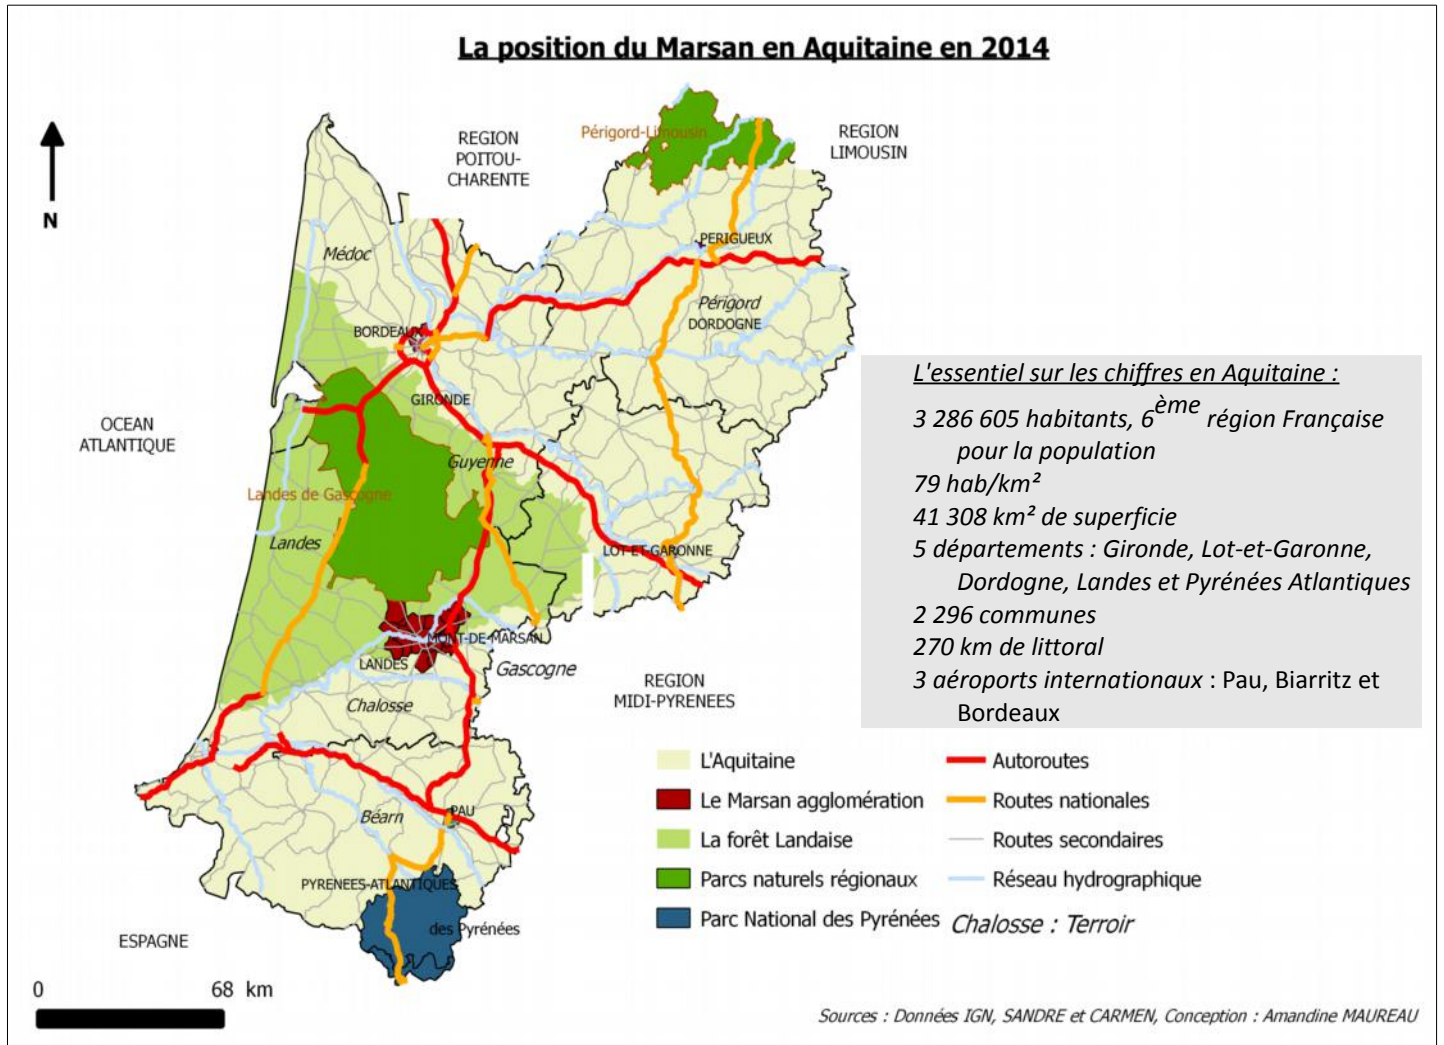 La position du Marsan en Aquitaine en 2014
N
REGION
POITOU-
CHARENTE
Périgord-Limousin
REGION
LIMOUSIN
Médoc
PERIGUEUX
Périgord
DORDOGNE
BORDEAUX
GIRONDE
OCEAN
ATLANTIQUE
Guyenne
Landes de Gascogne
Landes
LOT-ET-GARONNE
MONT-DE-MARSAN
LANDES
Gascogne
REGION
MIDI-PYRENEES
Chalosse
Béarn
PAU
PYRENEES-ATLANTIQUES
des Pyrénées
ESPAGNE
L'essentiel sur les chiffres en Aquitaine :
3 286 605 habitants, 6ème région Française
pour la population
79 hab/km²
41 308 km² de superficie
5 départements : Gironde, Lot-et-Garonne,
Dordogne, Landes et Pyrénées Atlantiques
2 296 communes
270 km de littoral
3 aéroports internationaux : Pau, Biarritz et
Bordeaux
L'Aquitaine
Le Marsan agglomération
La forêt Landaise
Parcs naturels régionaux
Parc National des Pyrénées
Autoroutes
Routes nationales
Routes secondaires
Réseau hydrographique
Chalosse : Terroir
0 68 km
Sources : Données IGN, SANDRE et CARMEN, Conception : Amandine MAUREAU